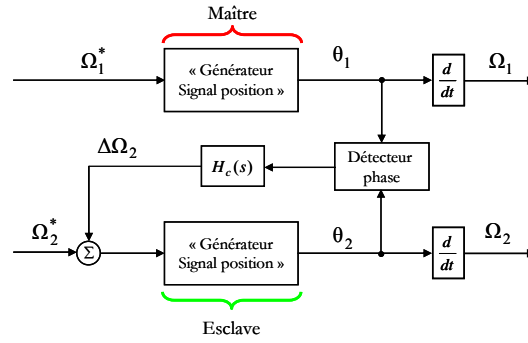 Maître
Ω₁*
« Générateur
Signal position »
θ₁
d
dt
Ω₁
ΔΩ₂
H_c(s)
Détecteur
phase
Ω₂*
Σ
« Générateur
Signal position »
θ₂
d
dt
Ω₂
Esclave